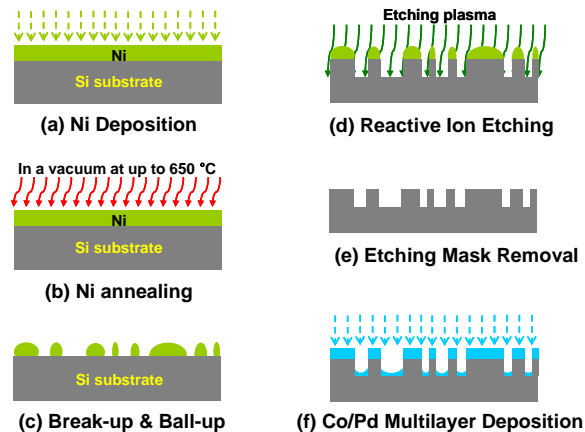 Ni
Si substrate
(a) Ni Deposition
In a vacuum at up to 650 °C
Ni
Si substrate
(b) Ni annealing
Si substrate
(c) Break-up & Ball-up
Etching plasma
(d) Reactive Ion Etching
(e) Etching Mask Removal
(f) Co/Pd Multilayer Deposition